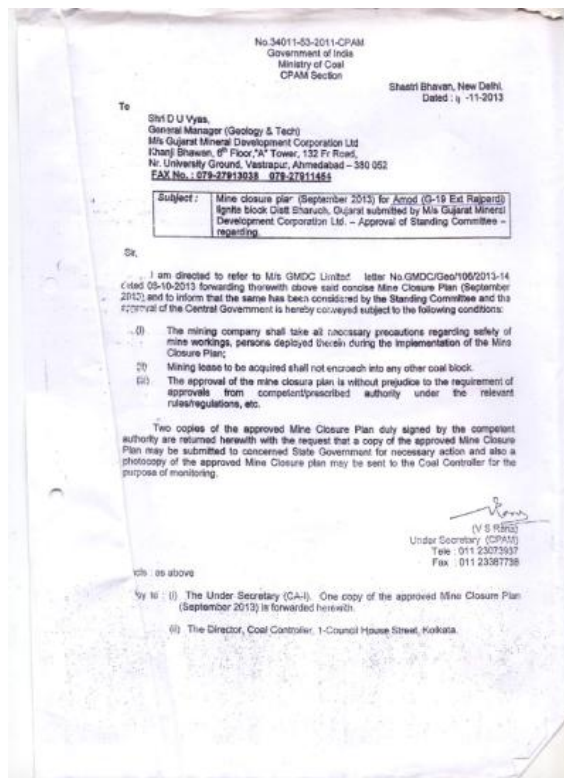 No.34011-53-2011-CPAM
Government of India
Ministry of Coal
CPAM Section
Shastri Bhavan, New Delhi.
Dated : -11-2013
To
Shri D U Vyas,
General Manager (Geology & Tech)
M/s Gujarat Mineral Development Corporation Ltd
Khanji Bhawan, 6th Floor,"A" Tower, 132 Fr Road,
Nr. University Ground, Vastrapur, Ahmedabad – 380 052
FAX No. : 079-27913038 079-27911454
Subject : Mine closure plan (September 2013) for Amod (G-19 Ext Rajpardi)
lignite block Distt Bharuch, Gujarat submitted by M/s Gujarat Mineral
Development Corporation Ltd. – Approval of Standing Committee –
regarding.
Sir,
I am directed to refer to M/s GMDC Limited letter No.GMDC/Geo/106/2013-14
dated 08-10-2013 forwarding therewith above said concise Mine Closure Plan (September
2013) and to inform that the same has been considered by the Standing Committee and the
approval of the Central Government is hereby conveyed subject to the following conditions:
(i) The mining company shall take all necessary precautions regarding safety of
mine workings, persons deployed therein during the implementation of the Mine
Closure Plan;
(ii) Mining lease to be acquired shall not encroach into any other coal block.
(iii) The approval of the mine closure plan is without prejudice to the requirement of
approvals from competent/prescribed authority under the relevant
rules/regulations, etc.
Two copies of the approved Mine Closure Plan duly signed by the competent
authority are returned herewith with the request that a copy of the approved Mine Closure
Plan may be submitted to concerned State Government for necessary action and also a
photocopy of the approved Mine Closure plan may be sent to the Coal Controller for the
purpose of monitoring.
(V S Rana)
Under Secretary (CPAM)
Tele : 011 23073937
Fax : 011 23387738
: as above
to : (i) The Under Secretary (CA-I). One copy of the approved Mine Closure Plan
(September 2013) is forwarded herewith.
(ii) The Director, Coal Controller, 1-Council House Street, Kolkata.